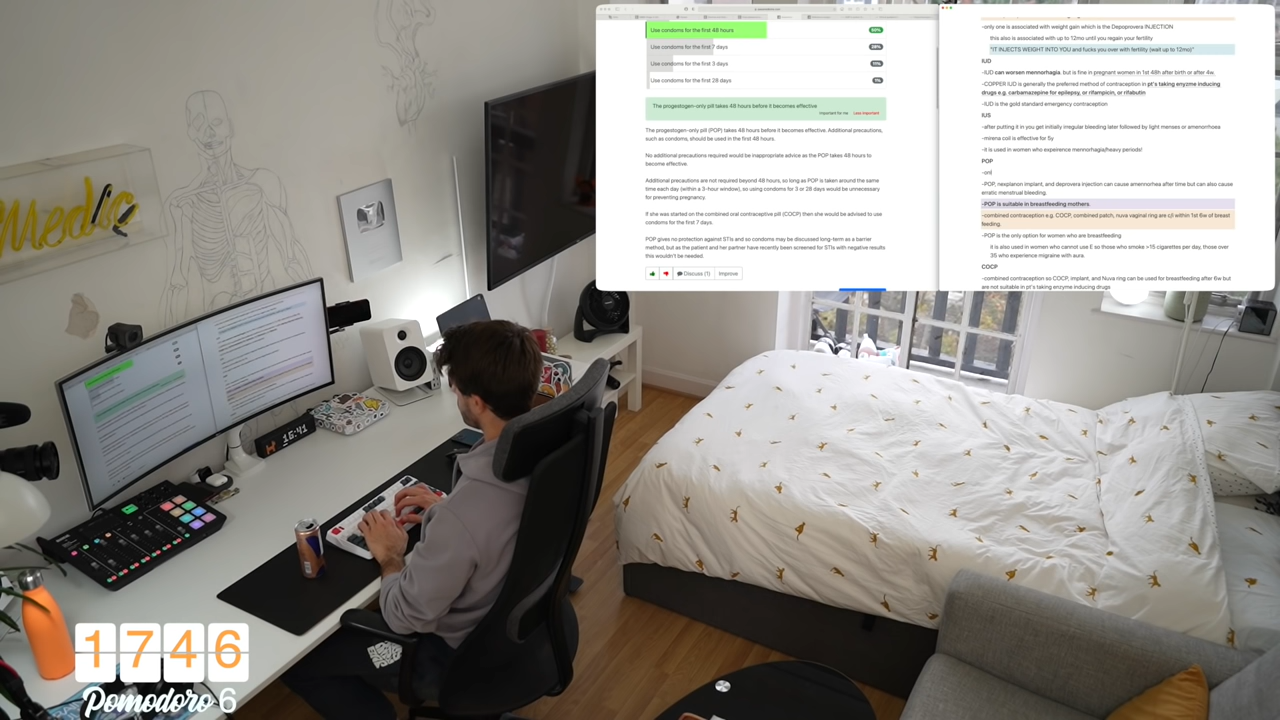 Use condoms for the first 48 hours
Use condoms for the first 7 days
28%
Use condoms for the first 3 days
11%
Use condoms for the first 28 days
1%
The progestogen-only pill takes 48 hours before it becomes effective
Important for me
Less important
The progestogen-only pill (POP) takes 48 hours before it becomes effective. Additional precautions,
such as condoms, should be used in the first 48 hours.
No additional precautions required would be inappropriate advice as the POP takes 48 hours to
become effective.
Additional precautions are not required beyond 48 hours, so long as POP is taken around the same
time each day (within a 3-hour window), so using condoms for 3 or 28 days would be unnecessary
for preventing pregnancy.
If she was started on the combined oral contraceptive pill (COCP) then she would be advised to use
condoms for the first 7 days.
POP gives no protection against STIs and so condoms may be discussed long-term as a barrier
method, but as the patient and her partner have recently been screened for STIs with negative results
this wouldn't be needed.
Discuss (1)
Improve
-only one is associated with weight gain which is the Depoprovera INJECTION
this also is associated with up to 12mo until you regain your fertility
"IT INJECTS WEIGHT INTO YOU and fucks you over with fertility (wait up to 12mo)"
IUD
-IUD can worsen mennorhagia, but is fine in pregnant women in 1st 48h after birth or after 4w.
-COPPER IUD is generally the preferred method of contraception in pt's taking enyzme inducing
drugs e.g. carbamazepine for epilepsy, or rifampicin, or rifabutin
-IUD is the gold standard emergency contraception
IUS
-after putting it in you get initially irregular bleeding later followed by light menses or amenorrhoea
-mirena coil is effective for 5y
-it is used in women who expeirence mennorhagia/heavy periods!
POP
-onl
-POP, nexplanon implant, and deprovera injection can cause amennorhea after time but can also cause
erratic menstrual bleeding.
-POP is suitable in breastfeeding mothers.
-combined contraception e.g. COCP, combined patch, nuva vaginal ring are c/i within 1st 6w of breast
feeding.
-POP is the only option for women who are breastfeeding.
it is also used in women who cannot use E so those who smoke >15 cigarettes per day, those over
35 who experience migraine with aura.
COCP
-combined contraception so COCP, implant, and Nuva ring can be used for breastfeeding after 6w but
are not suitable in pt's taking enzyme inducing drugs
Medic
16:41
1746
Pomodoro 6